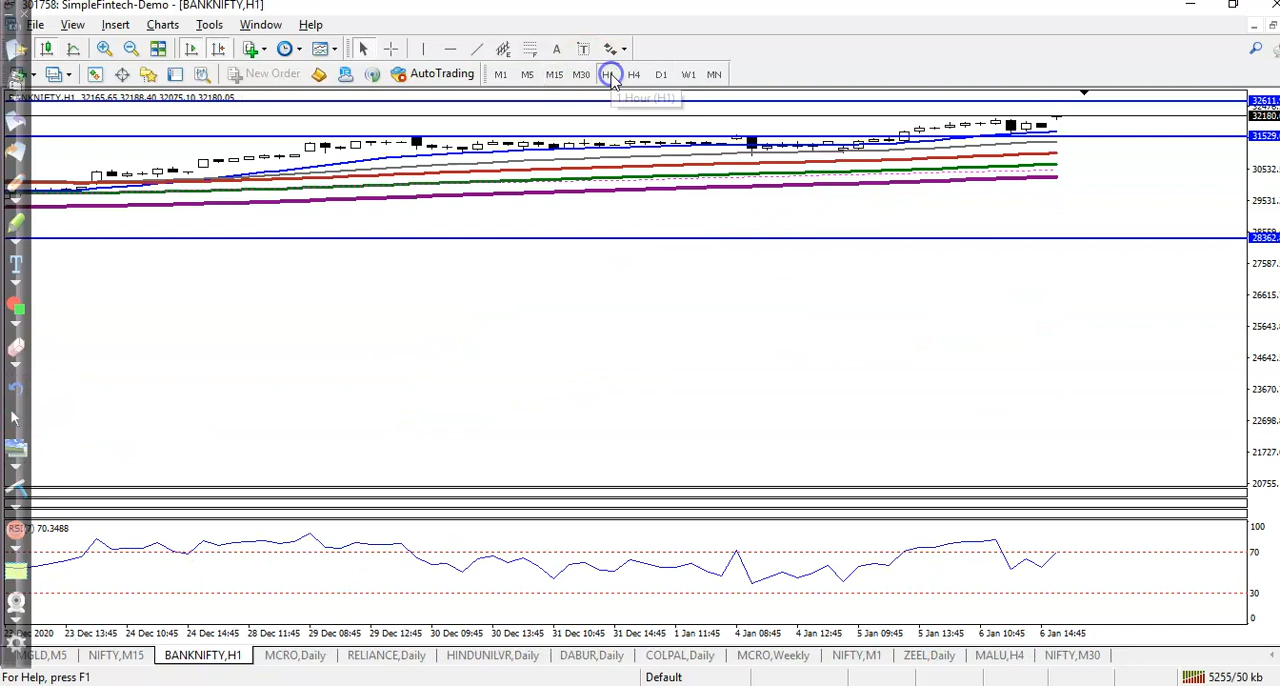 301758: SimpleFintech-Demo - [BANKNIFTY,H1]
File View Insert Charts Tools Window Help
New Order AutoTrading M1 M5 M15 M30 H1 H4 D1 W1 MN
1 Hour (H1)
BANKNIFTY,H1 32165.65 32188.40 32075.10 32180.05
32611.
32180.
31529.
30532.
29531.
28362.
27587.
26615.
25643.
24642.
23670.
22698.
21727.
20755.
70.3488
100
70
30
0
Dec 2020 23 Dec 13:45 24 Dec 10:45 24 Dec 14:45 28 Dec 11:45 29 Dec 08:45 29 Dec 12:45 30 Dec 09:45 30 Dec 13:45 31 Dec 10:45 31 Dec 14:45 1 Jan 11:45 4 Jan 08:45 4 Jan 12:45 5 Jan 09:45 5 Jan 13:45 6 Jan 10:45 6 Jan 14:45
MGLD,M5 NIFTY,M15 BANKNIFTY,H1 MCRO,Daily RELIANCE,Daily HINDUNILVR,Daily DABUR,Daily COLPAL,Daily MCRO,Weekly NIFTY,M1 ZEEL,Daily MALU,H4 NIFTY,M30
For Help, press F1 Default 5255/50 kb